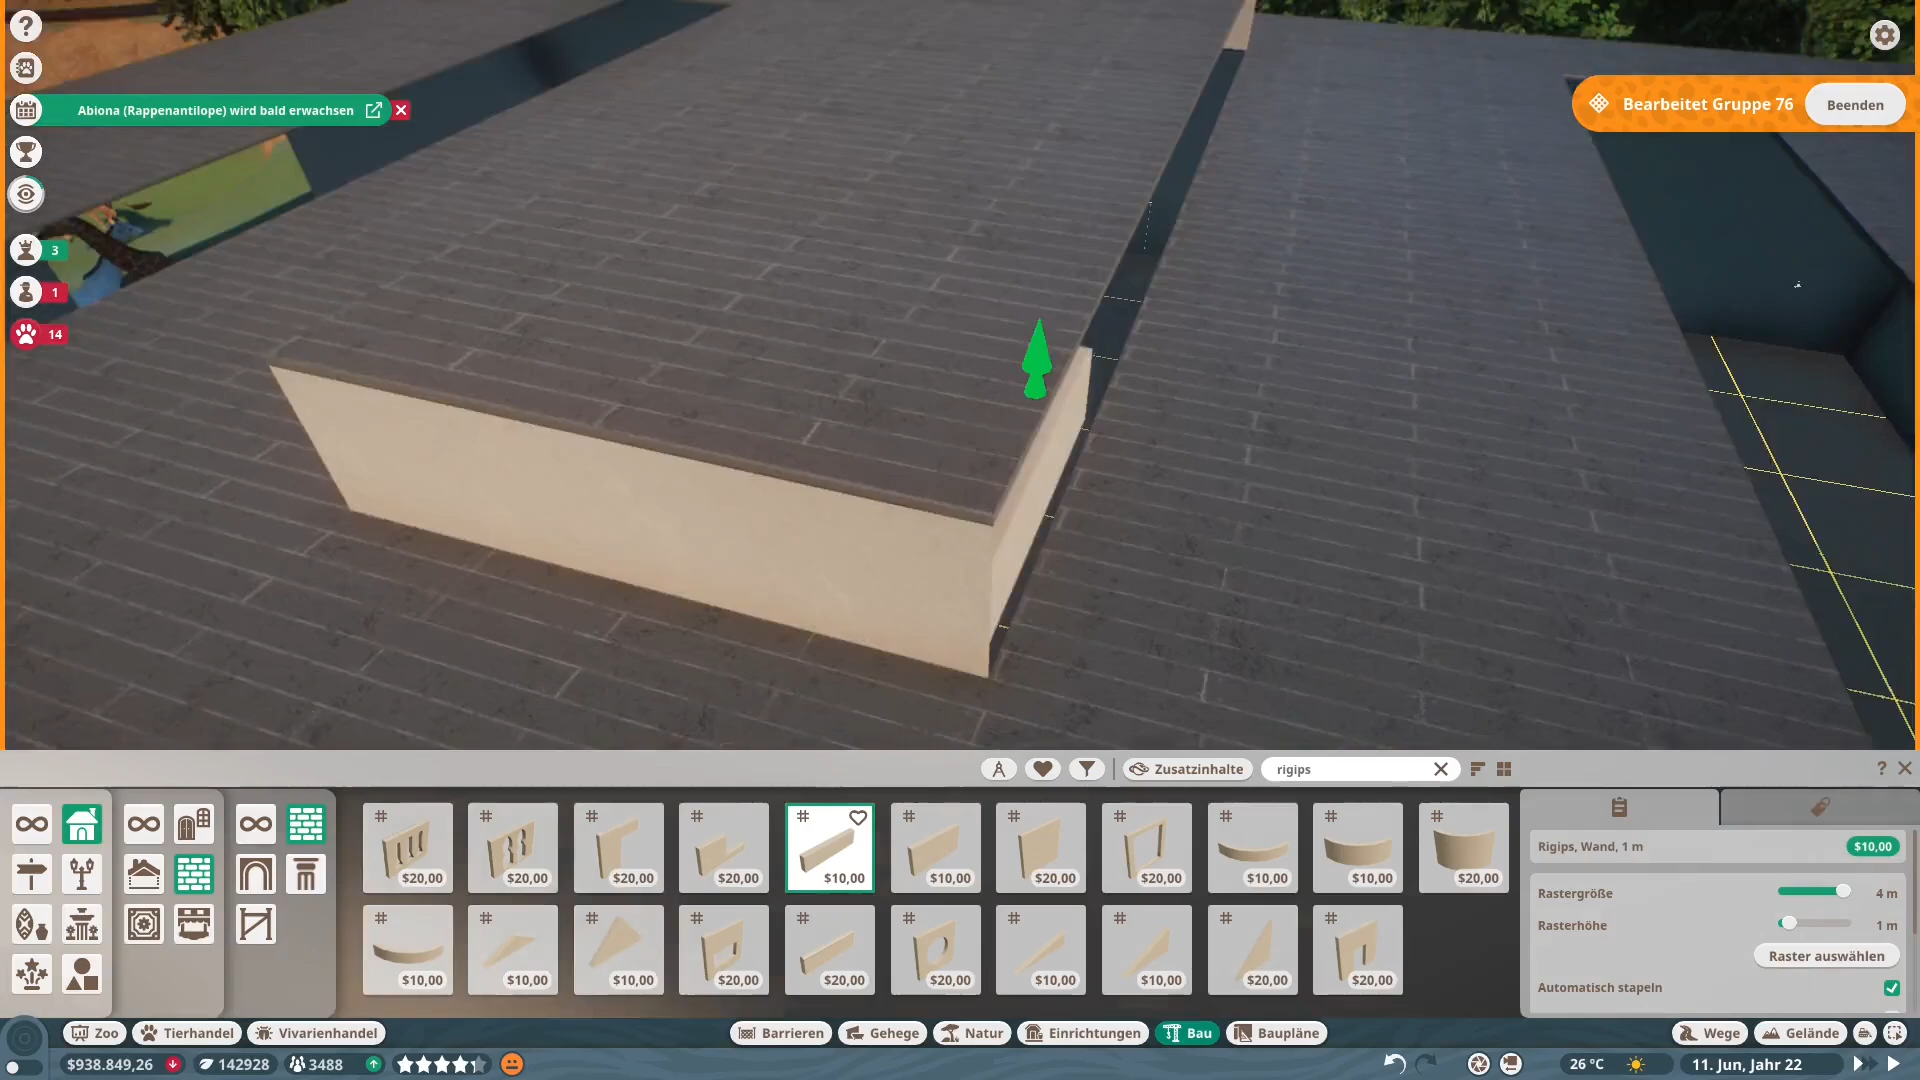 Abiona (Rappenantilope) wird bald erwachsen
Bearbeitet Gruppe 76
Beenden
3
1
14
Zusatzinhalte
rigips
$20,00
$20,00
$20,00
$20,00
$10,00
$10,00
$20,00
$20,00
$10,00
$10,00
$20,00
$10,00
$10,00
$10,00
$20,00
$20,00
$20,00
$10,00
$10,00
$20,00
$20,00
Rigips, Wand, 1 m
$10,00
Rastergröße
4 m
Rasterhöhe
1 m
Raster auswählen
Automatisch stapeln
Zoo
Tierhandel
Vivarienhandel
Barrieren
Gehege
Natur
Einrichtungen
Bau
Baupläne
Wege
Gelände
$938.849,26
142928
3488
26 °C
11. Jun, Jahr 22